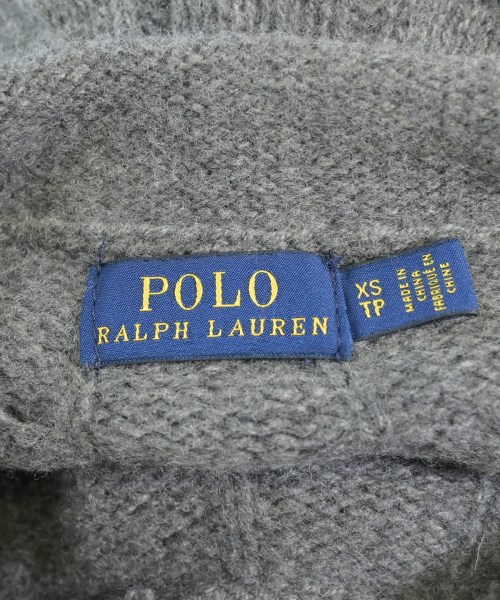 POLO
RALPH LAUREN
XS
TP
MADE IN
CHINA
FABRIQUÉ EN
CHINE